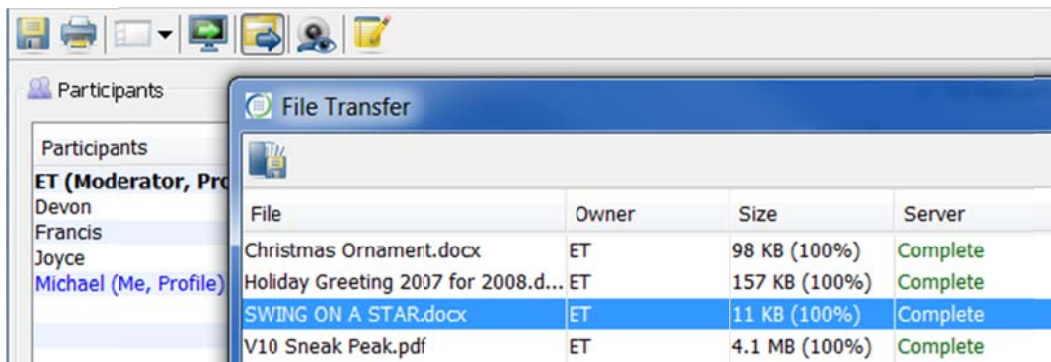 Participants
File Transfer
Participants
ET (Moderator, Pro
Devon
Francis
Joyce
Michael (Me, Profile)
File Owner Size Server
Christmas Ornament.docx ET 98 KB (100%) Complete
Holiday Greeting 2007 for 2008.d... ET 157 KB (100%) Complete
SWING ON A STAR.docx ET 11 KB (100%) Complete
V10 Sneak Peak.pdf ET 4.1 MB (100%) Complete